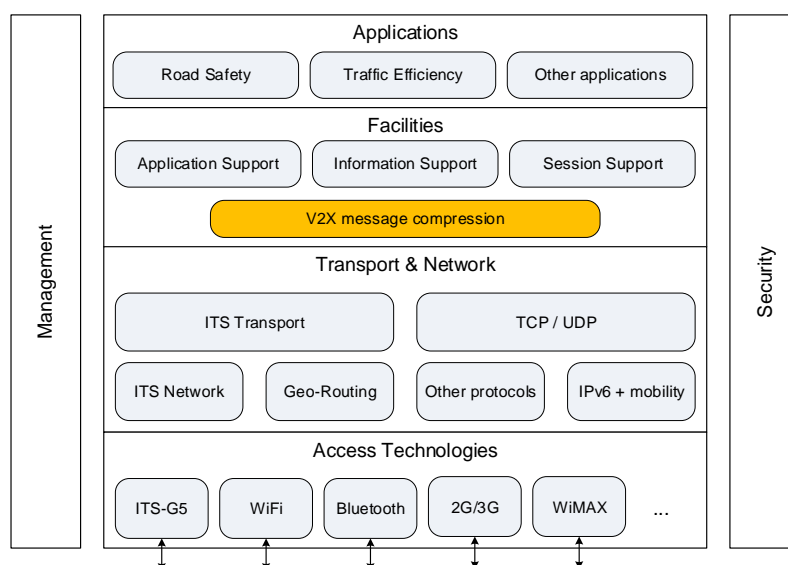 Applications
Road Safety
Traffic Efficiency
Other applications
Facilities
Application Support
Information Support
Session Support
V2X message compression
Management
Security
Transport & Network
ITS Transport
TCP / UDP
ITS Network
Geo-Routing
Other protocols
IPv6 + mobility
Access Technologies
ITS-G5
WiFi
Bluetooth
2G/3G
WiMAX
...